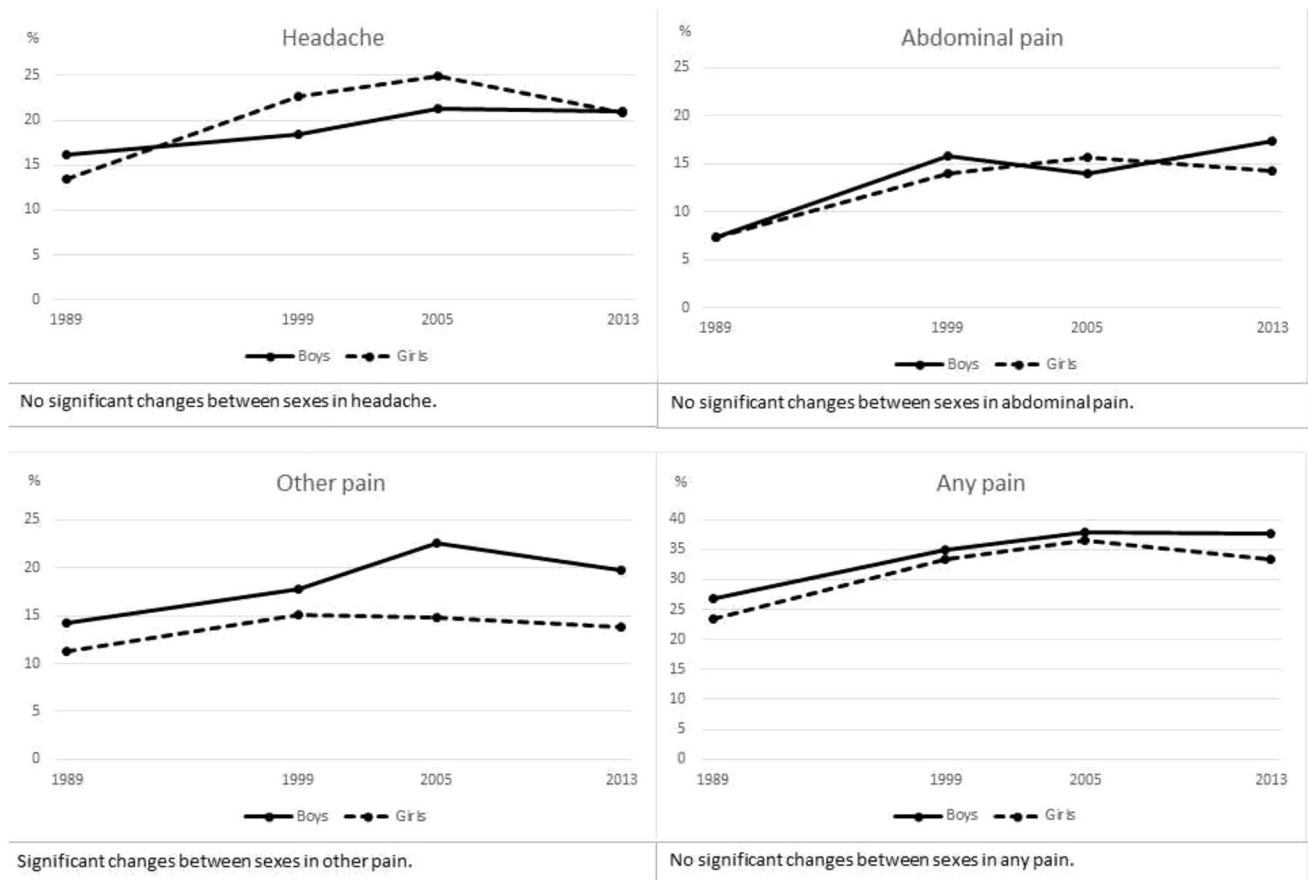 Headache
%
25
20
15
10
5
0
1989 1999 2005 2013
Boys Girls
No significant changes between sexes in headache.
Abdominal pain
%
25
20
15
10
5
0
1989 1999 2005 2013
Boys Girls
No significant changes between sexes in abdominal pain.
Other pain
%
25
20
15
10
5
0
1989 1999 2005 2013
Boys Girls
Significant changes between sexes in other pain.
Any pain
%
40
35
30
25
20
15
10
5
0
1989 1999 2005 2013
Boys Girls
No significant changes between sexes in any pain.